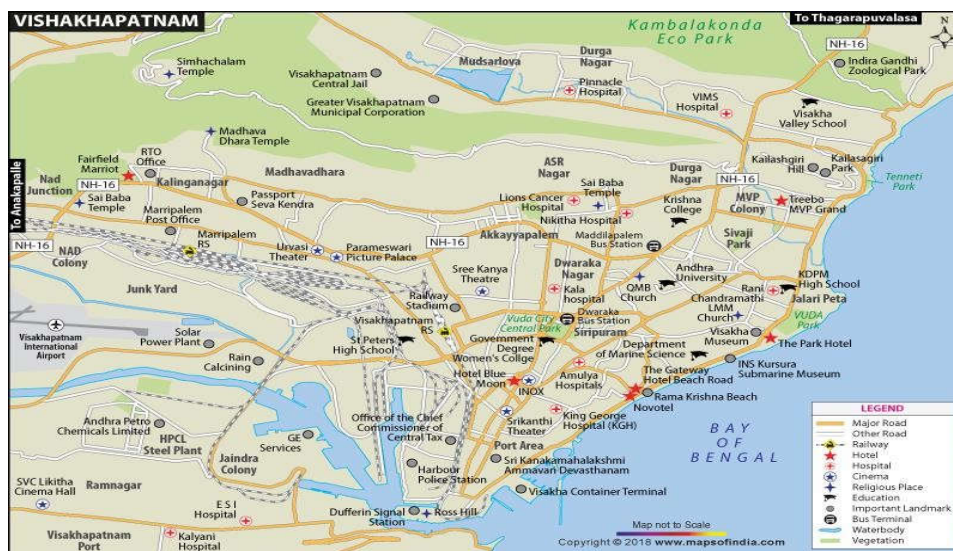 VISHAKHAPATNAM
To Thagarapuvalasa
N
Kambalakonda
Eco Park
NH-16
Simhachalam
Temple
Visakhapatnam
Central Jail
Mudsarlova
Durga
Nagar
Pinnacle
Hospital
Indira Gandhi
Zoological Park
Greater Visakhapatnam
Municipal Corporation
VIMS
Hospital
Visakha
Valley School
Madhava
Dhara Temple
To Anakapalle
Fairfield
Marriot
RTO
Office
Nad
Junction
NH-16
Kalinganagar
Madhavadhara
ASR
Nagar
Durga
Nagar
Kailashgiri
Hill
Kailasagiri
Park
Tenneti
Park
Sai Baba
Temple
Passport
Seva Kendra
Lions Cancer
Hospital
Sai Baba
Temple
Nikitha Hospital
Krishna
College
NH-16
MVP
Colony
Treebo
MVP Grand
Marripalem
Post Office
Marripalem
RS
NH-16
NAD
Colony
Urvasi
Theater
Parameswari
Picture Palace
NH-16
Akkayyapalem
Maddilapalem
Bus Station
Sivaji
Park
Junk Yard
Sree Kanya
Theatre
Dwaraka
Nagar
Kala
hospital
QMB
Church
Andhra
University
Rani
Chandramathi
KDPM
High School
Jalari Peta
LMM
Church
VUDA
Park
Railway
Stadium
Visakhapatnam
RS
Vuda City
Central Park
Dwaraka
Bus Station
Siripuram
Visakha
Museum
The Park Hotel
Visakhapatnam
International
Airport
Solar
Power Plant
Rain
Calcining
St Peters
High School
Government
Degree
Women's Collge
Department
of Marine Science
INS Kursura
Submarine Museum
Hotel Blue
Moon
INOX
Amulya
Hospitals
The Gateway
Hotel Beach Road
Rama Krishna Beach
Novotel
Andhra Petro
Chemicals Limited
HPCL
Steel Plant
GE
Services
Office of the Chief
Commissioner of
Central Tax
Srikanthi
Theater
King George
Hospital (KGH)
Port Area
BAY
OF
BENGAL
Jaindra
Colony
Harbour
Police Station
Sri Kanakamahalakshmi
Ammavan Devasthanam
SVC Likitha
Cinema Hall
Ramnagar
E S I
Hospital
Visakha Container Terminal
Dufferin Signal
Station
Ross Hill
Visakhapatnam
Port
Kalyani
Hospital
Map not to Scale
Copyright © 2018 www.mapsofindia.com
LEGEND
Major Road
Other Road
Railway
Hotel
Hospital
Cinema
Religious Place
Education
Important Landmark
Bus Terminal
Waterbody
Vegetation